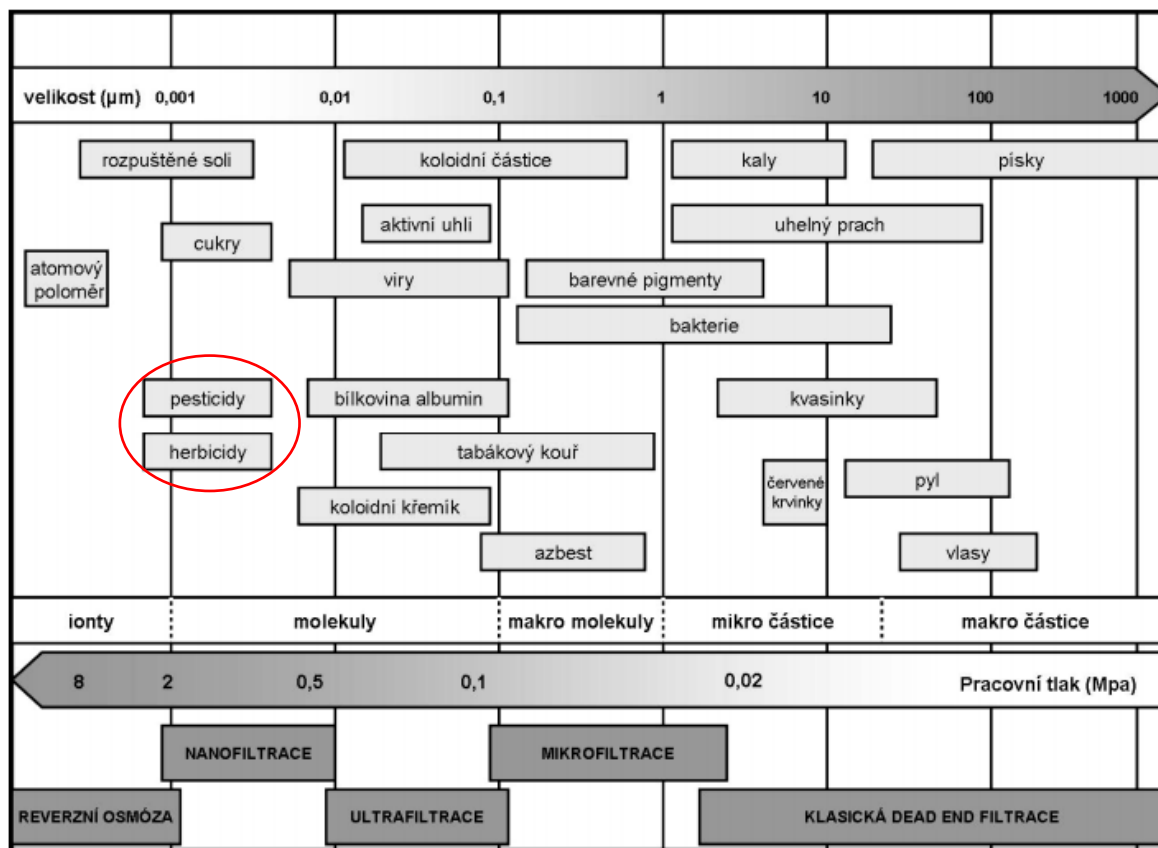 velikost (µm) 0,001 0,01 0,1 1 10 100 1000
rozpuštěné soli koloidní částice kaly písky
aktivní uhli uhelný prach
cukry
atomový
poloměr
viry barevné pigmenty
bakterie
pesticidy bílkovina albumin kvasinky
herbicidy tabákový kouř
červené
krvinky
pyl
koloidní křemík
azbest vlasy
ionty molekuly makro molekuly mikro částice makro částice
8 2 0,5 0,1 0,02 Pracovní tlak (Mpa)
NANOFILTRACE MIKROFILTRACE
REVERZNÍ OSMÓZA ULTRAFILTRACE KLASICKÁ DEAD END FILTRACE